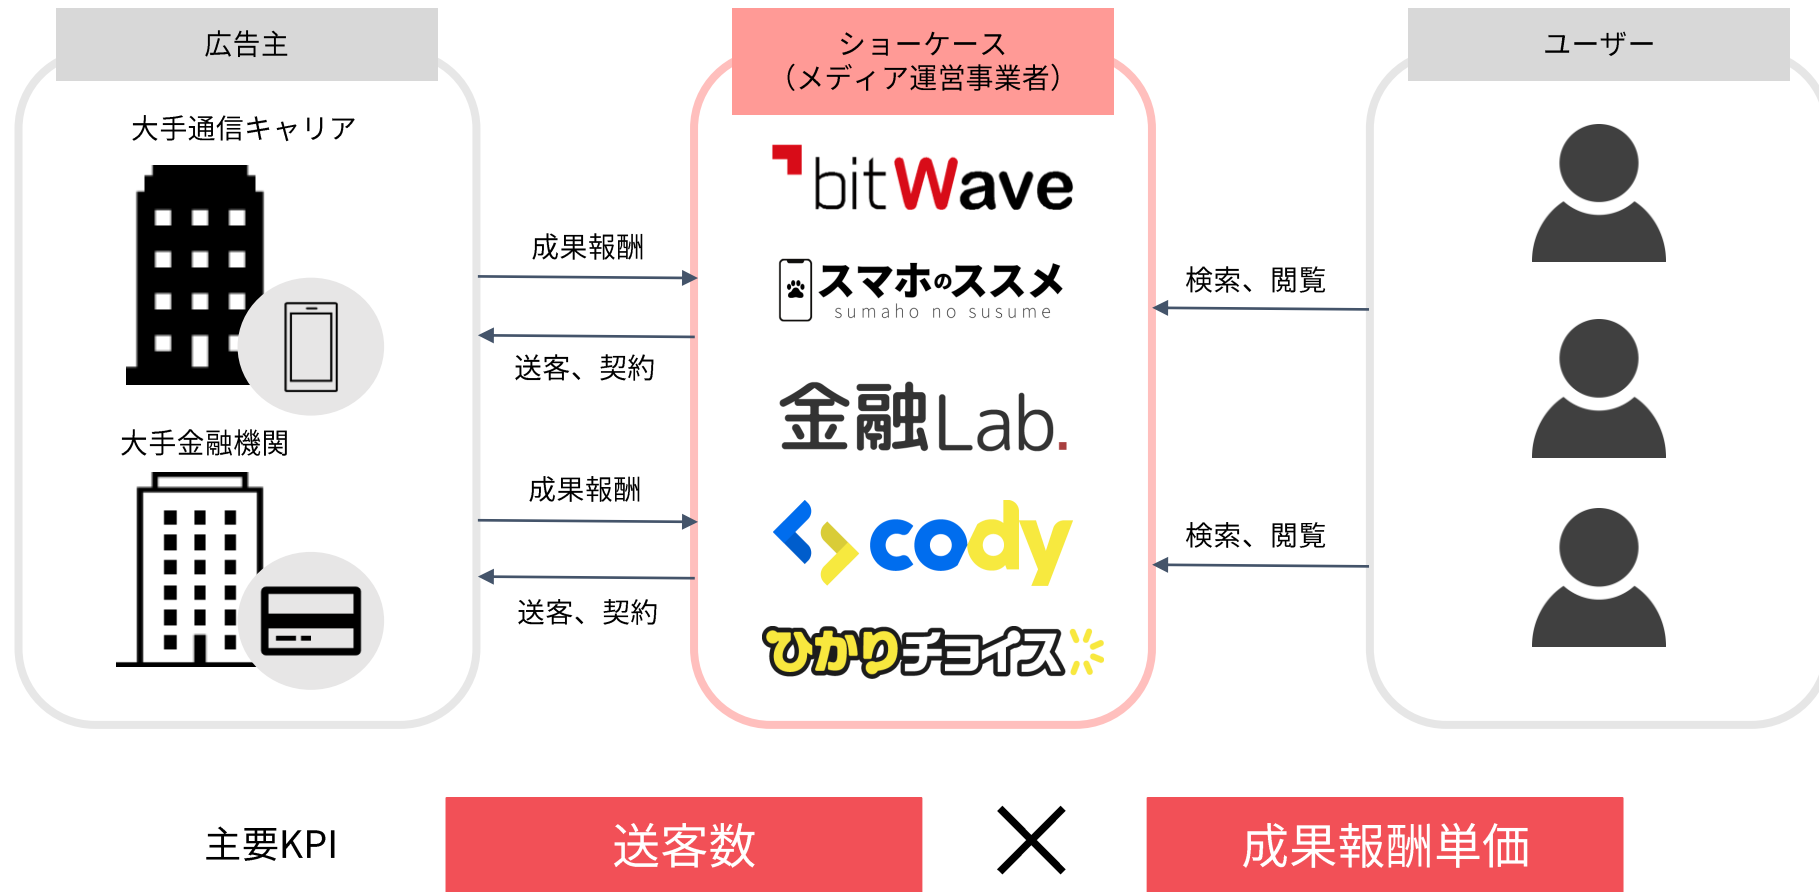 広告主
大手通信キャリア
大手金融機関
成果報酬
送客、契約
成果報酬
送客、契約
ショーケース
（メディア運営事業者）
bitWave
スマホのススメ
sumaho no susume
金融Lab.
cody
ひかりチョイス
検索、閲覧
検索、閲覧
ユーザー
主要KPI
送客数
×
成果報酬単価